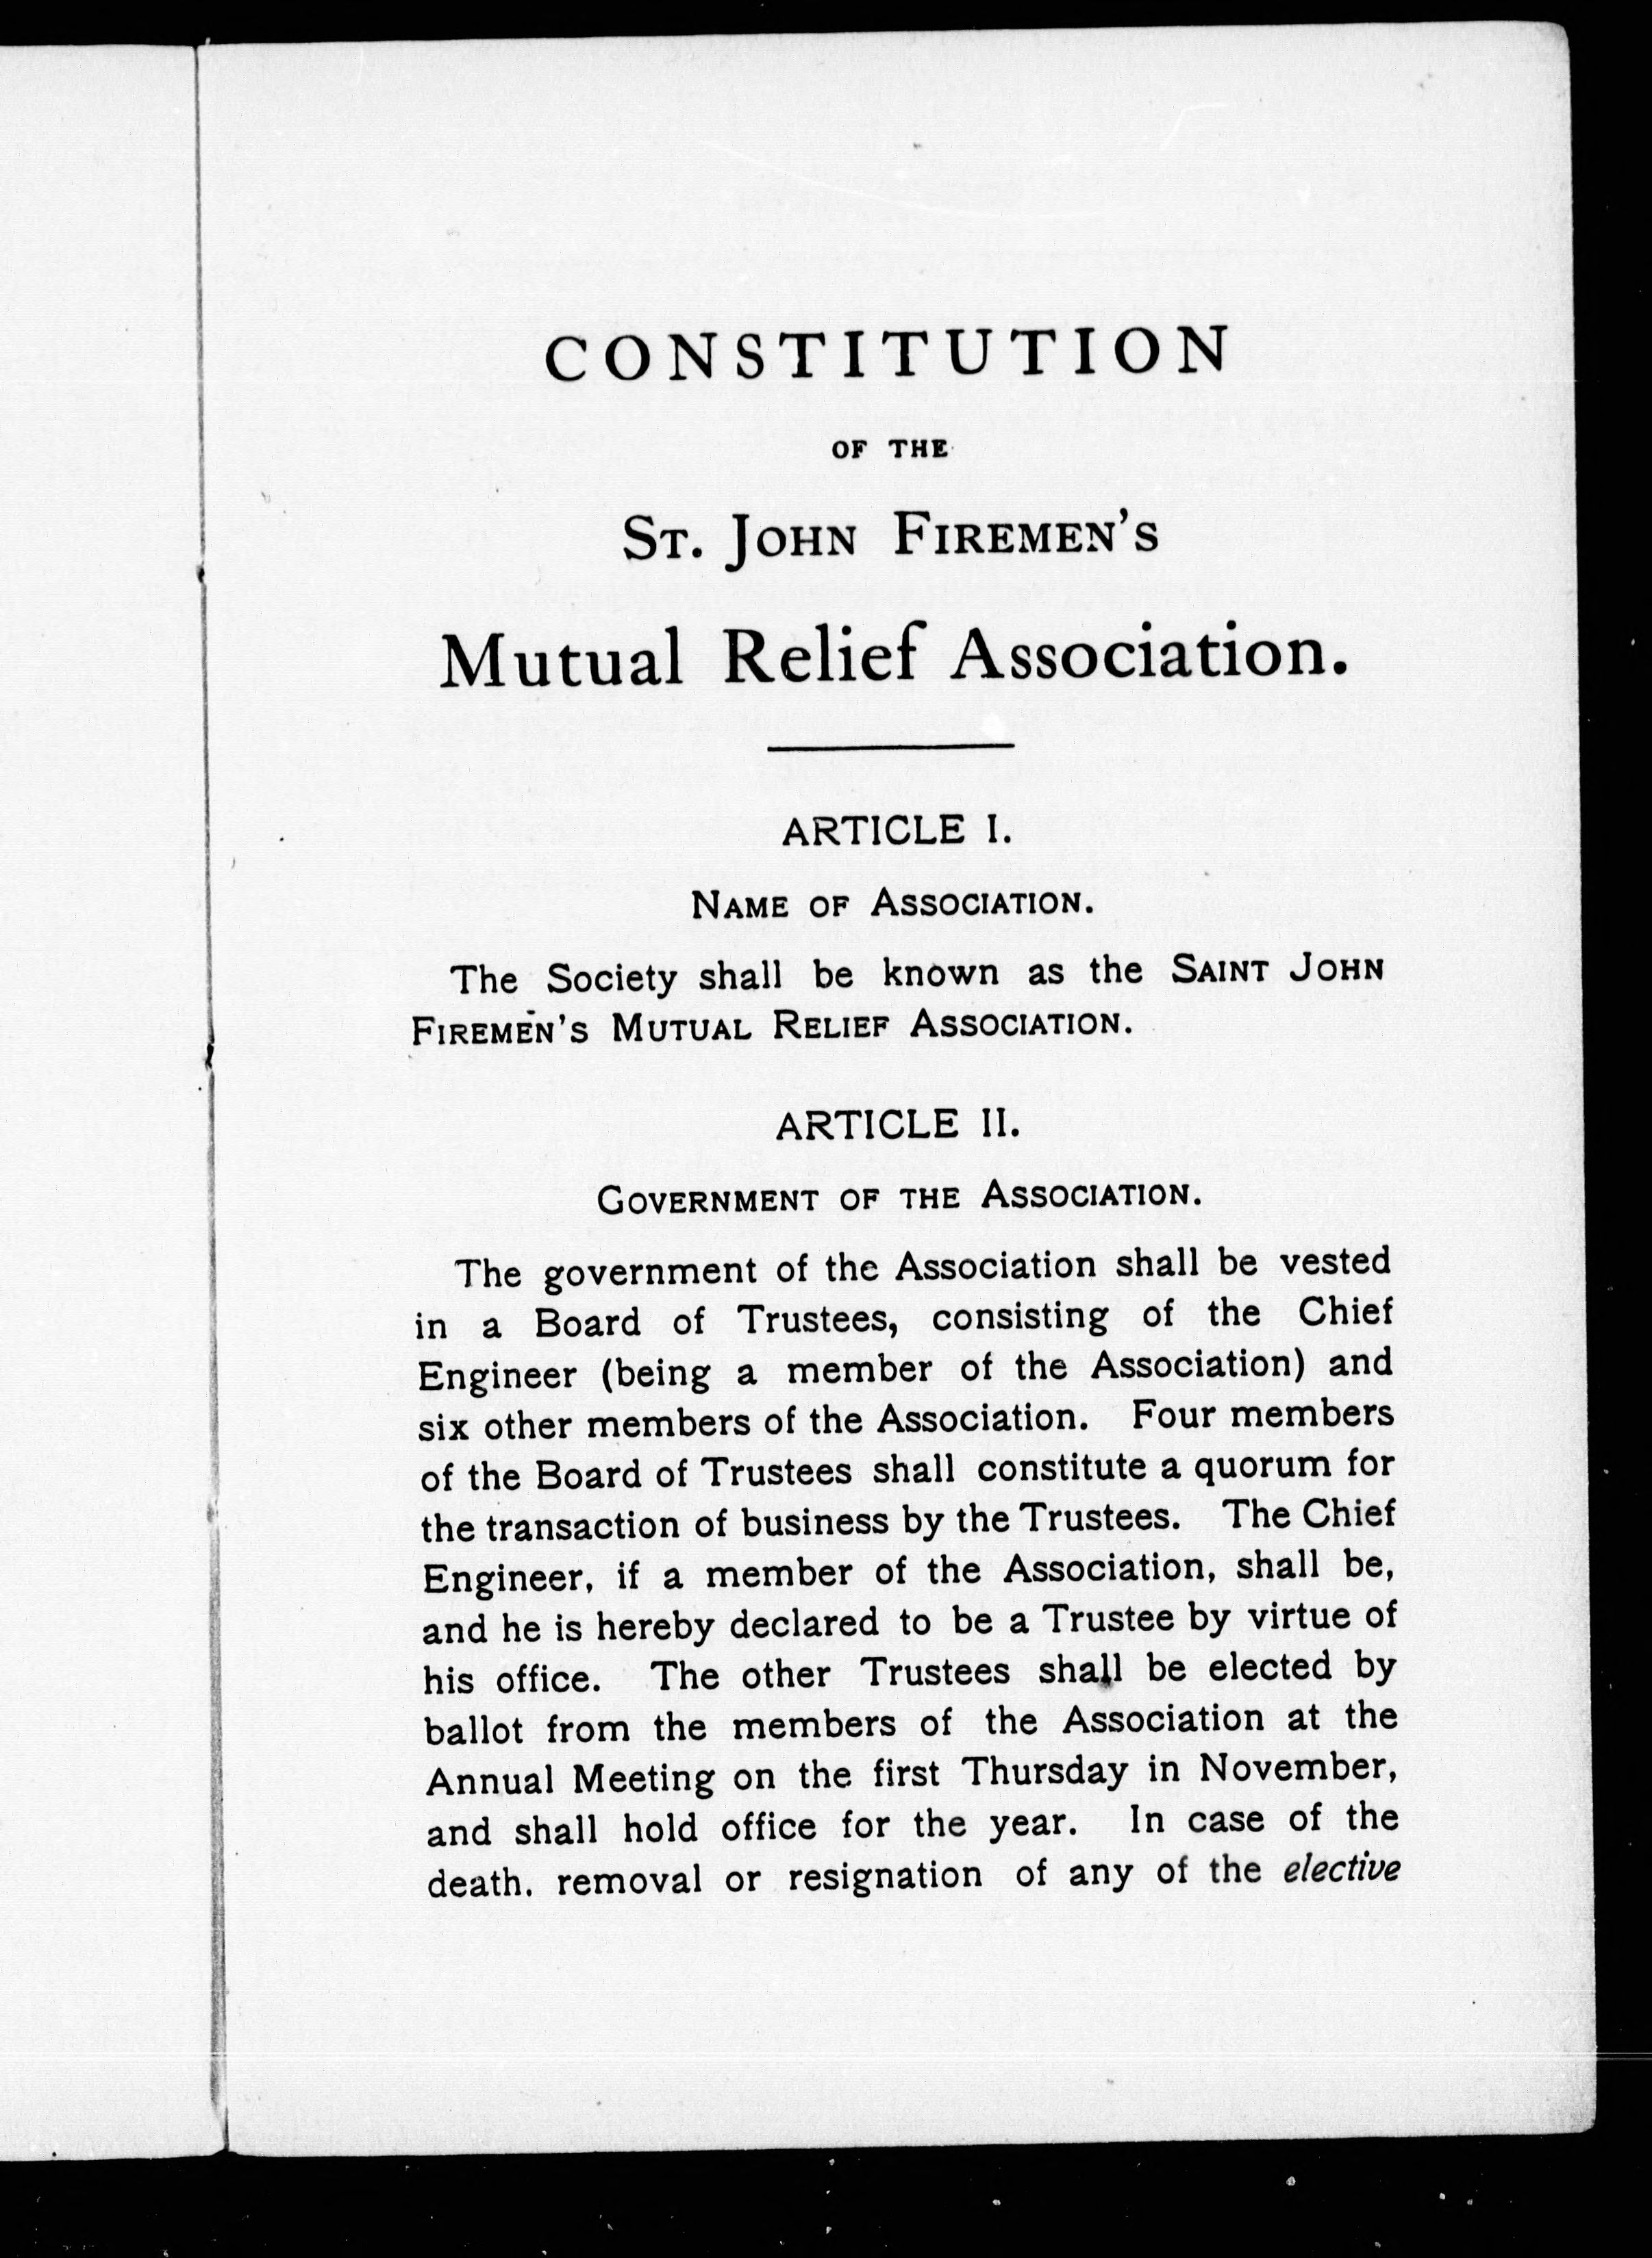 CONSTITUTION
OF THE
ST. JOHN FIREMEN'S
Mutual Relief Association.
ARTICLE I.
NAME OF ASSOCIATION.
The Society shall be known as the SAINT JOHN
FIREMEN'S MUTUAL RELIEF ASSOCIATION.
ARTICLE II.
GOVERNMENT OF THE ASSOCIATION.
The government of the Association shall be vested
in a Board of Trustees, consisting of the Chief
Engineer (being a member of the Association) and
six other members of the Association. Four members
of the Board of Trustees shall constitute a quorum for
the transaction of business by the Trustees. The Chief
Engineer, if a member of the Association, shall be,
and he is hereby declared to be a Trustee by virtue of
his office. The other Trustees shall be elected by
ballot from the members of the Association at the
Annual Meeting on the first Thursday in November,
and shall hold office for the year. In case of the
death. removal or resignation of any of the elective